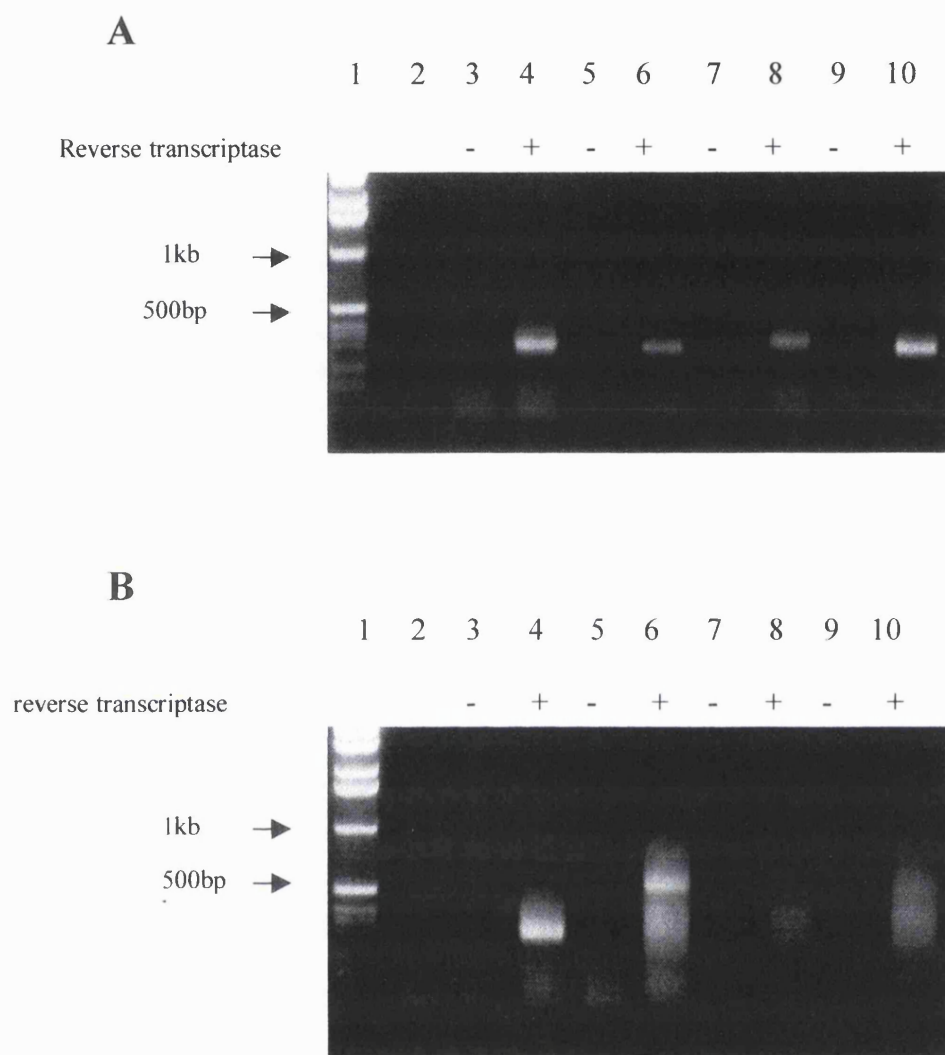 A
1 2 3 4 5 6 7 8 9 10
Reverse transcriptase - + - + - + - +
1kb
500bp
B
1 2 3 4 5 6 7 8 9 10
reverse transcriptase - + - + - + - +
1kb
500bp